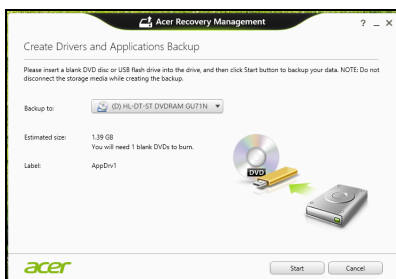 Acer Recovery Management
? _ ×
Create Drivers and Applications Backup
Please insert a blank DVD disc or USB flash drive into the drive, and then click Start button to backup your data. NOTE: Do not
disconnect the storage media while creating the backup.
Backup to: (D) HL-DT-ST DVDRAM GU71N
Estimated size: 1.39 GB
You will need 1 blank DVDs to burn.
Label: AppDrv1
DVD
acer Start Cancel